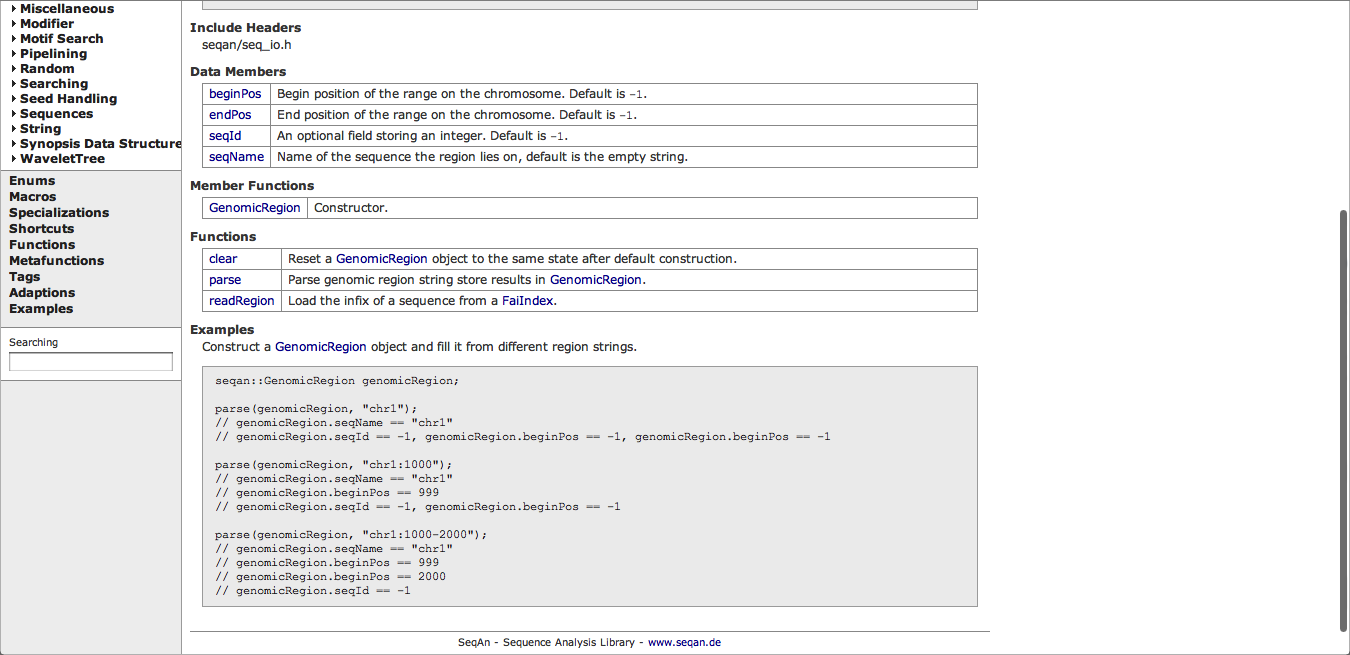 Miscellaneous
Modifier
Motif Search
Pipelining
Random
Searching
Seed Handling
Sequences
String
Synopsis Data Structure
WaveletTree
Enums
Macros
Specializations
Shortcuts
Functions
Metafunctions
Tags
Adaptions
Examples
Searching
Include Headers
seqan/seq_io.h
Data Members
beginPos Begin position of the range on the chromosome. Default is -1.
endPos End position of the range on the chromosome. Default is -1.
seqId An optional field storing an integer. Default is -1.
seqName Name of the sequence the region lies on, default is the empty string.
Member Functions
GenomicRegion Constructor.
Functions
clear Reset a GenomicRegion object to the same state after default construction.
parse Parse genomic region string store results in GenomicRegion.
readRegion Load the infix of a sequence from a FaiIndex.
Examples
Construct a GenomicRegion object and fill it from different region strings.
seqan::GenomicRegion genomicRegion;
parse(genomicRegion, "chr1");
// genomicRegion.seqName == "chr1"
// genomicRegion.seqId == -1, genomicRegion.beginPos == -1, genomicRegion.beginPos == -1
parse(genomicRegion, "chr1:1000");
// genomicRegion.seqName == "chr1"
// genomicRegion.beginPos == 999
// genomicRegion.seqId == -1, genomicRegion.beginPos == -1
parse(genomicRegion, "chr1:1000-2000");
// genomicRegion.seqName == "chr1"
// genomicRegion.beginPos == 999
// genomicRegion.beginPos == 2000
// genomicRegion.seqId == -1
SeqAn - Sequence Analysis Library - www.seqan.de